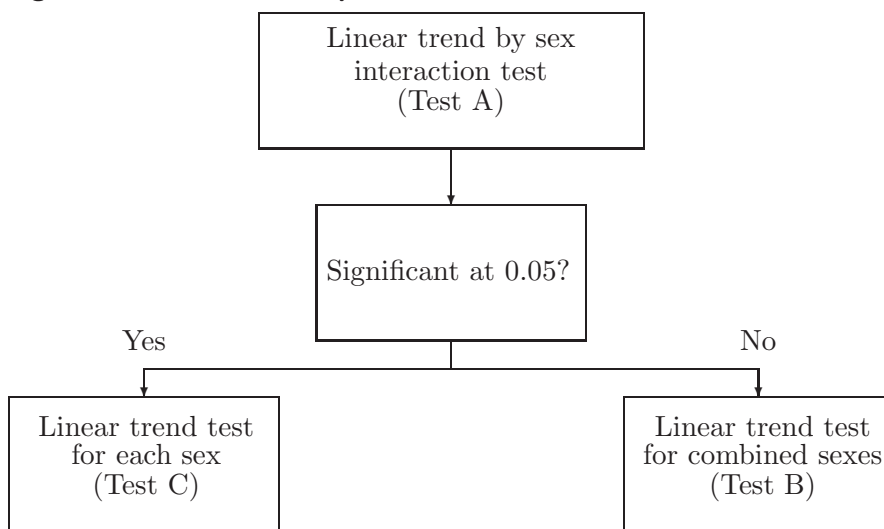 Linear trend by sex
interaction test
(Test A)
Significant at 0.05?
Yes
No
Linear trend test
for each sex
(Test C)
Linear trend test
for combined sexes
(Test B)